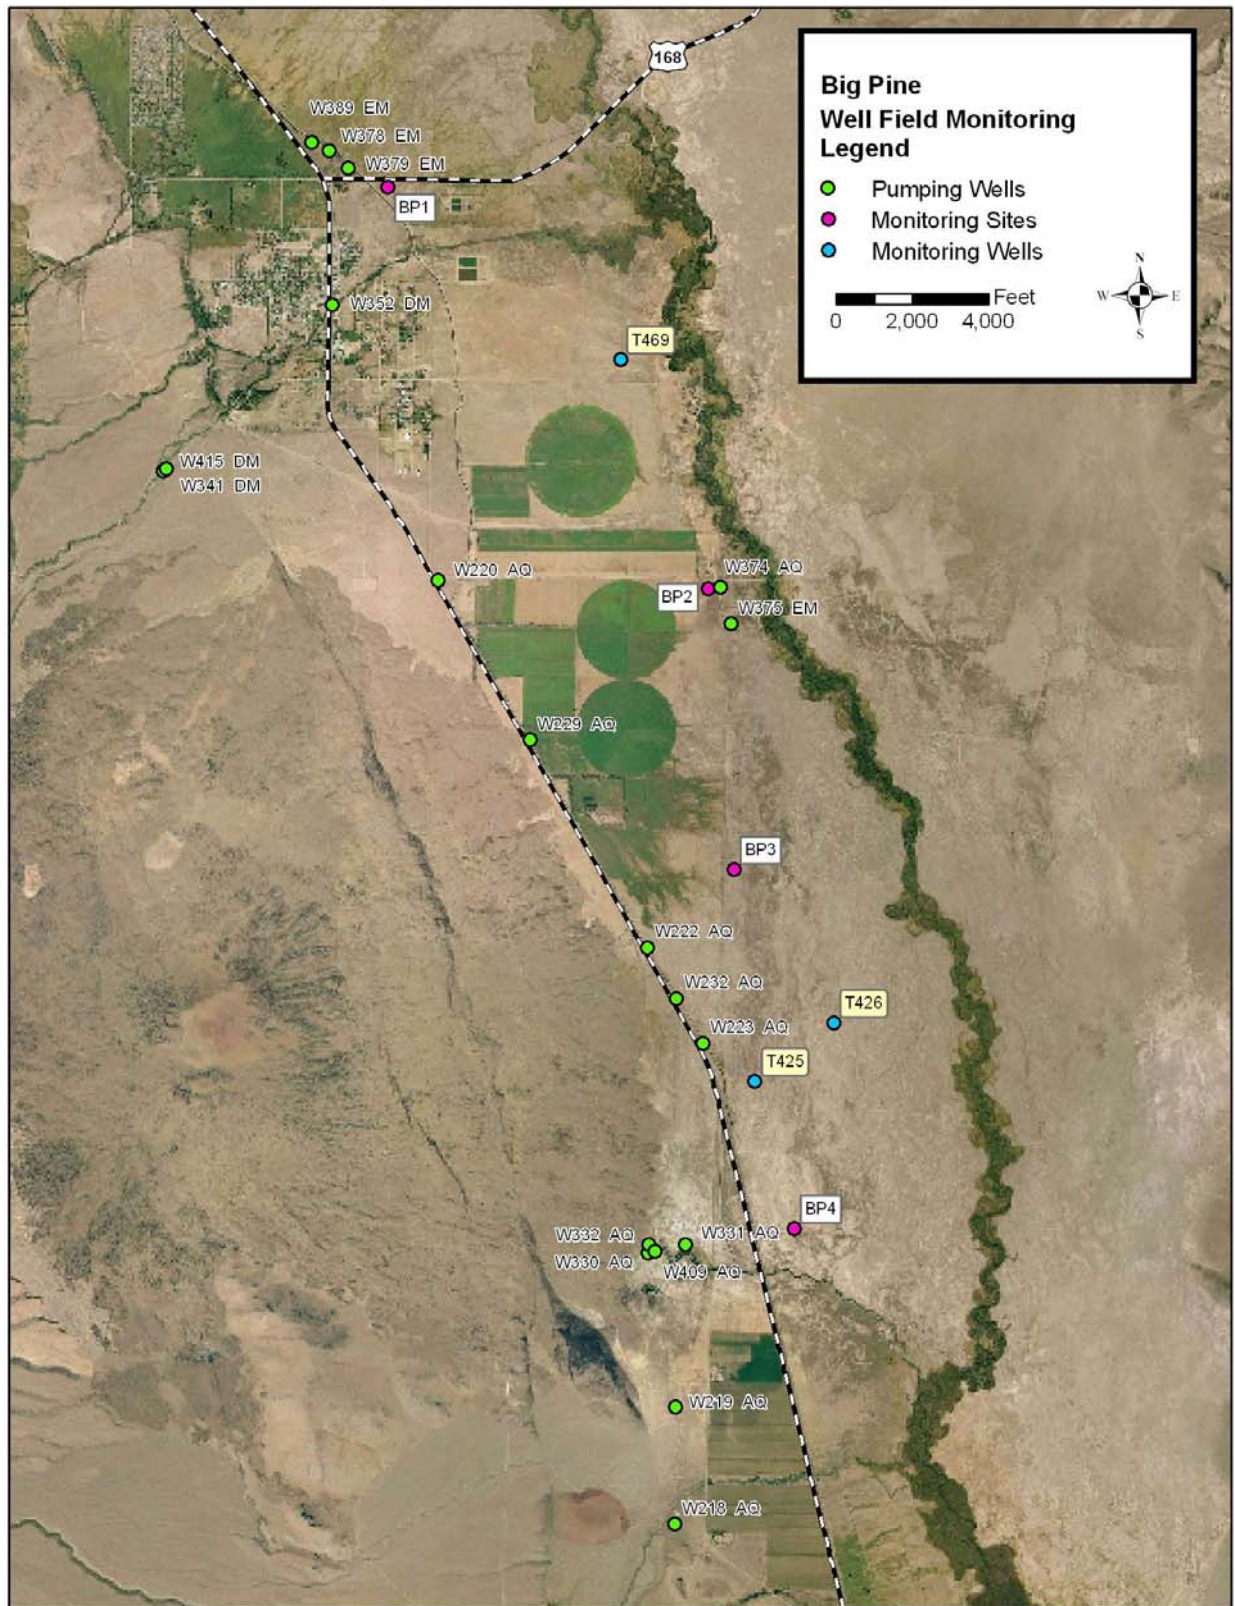 168
Big Pine
Well Field Monitoring
Legend
Pumping Wells
Monitoring Sites
Monitoring Wells
Feet
0 2,000 4,000
N
W E
S
W389 EM
W378 EM
W379 EM
BP1
W352 DM
T469
W415 DM
W341 DM
W220 AQ
W374 AQ
BP2
W375 EM
W229 AQ
BP3
W222 AQ
W232 AQ
T426
W223 AQ
T425
BP4
W332 AQ
W331 AQ
W330 AQ
W409 AQ
W219 AQ
W218 AQ